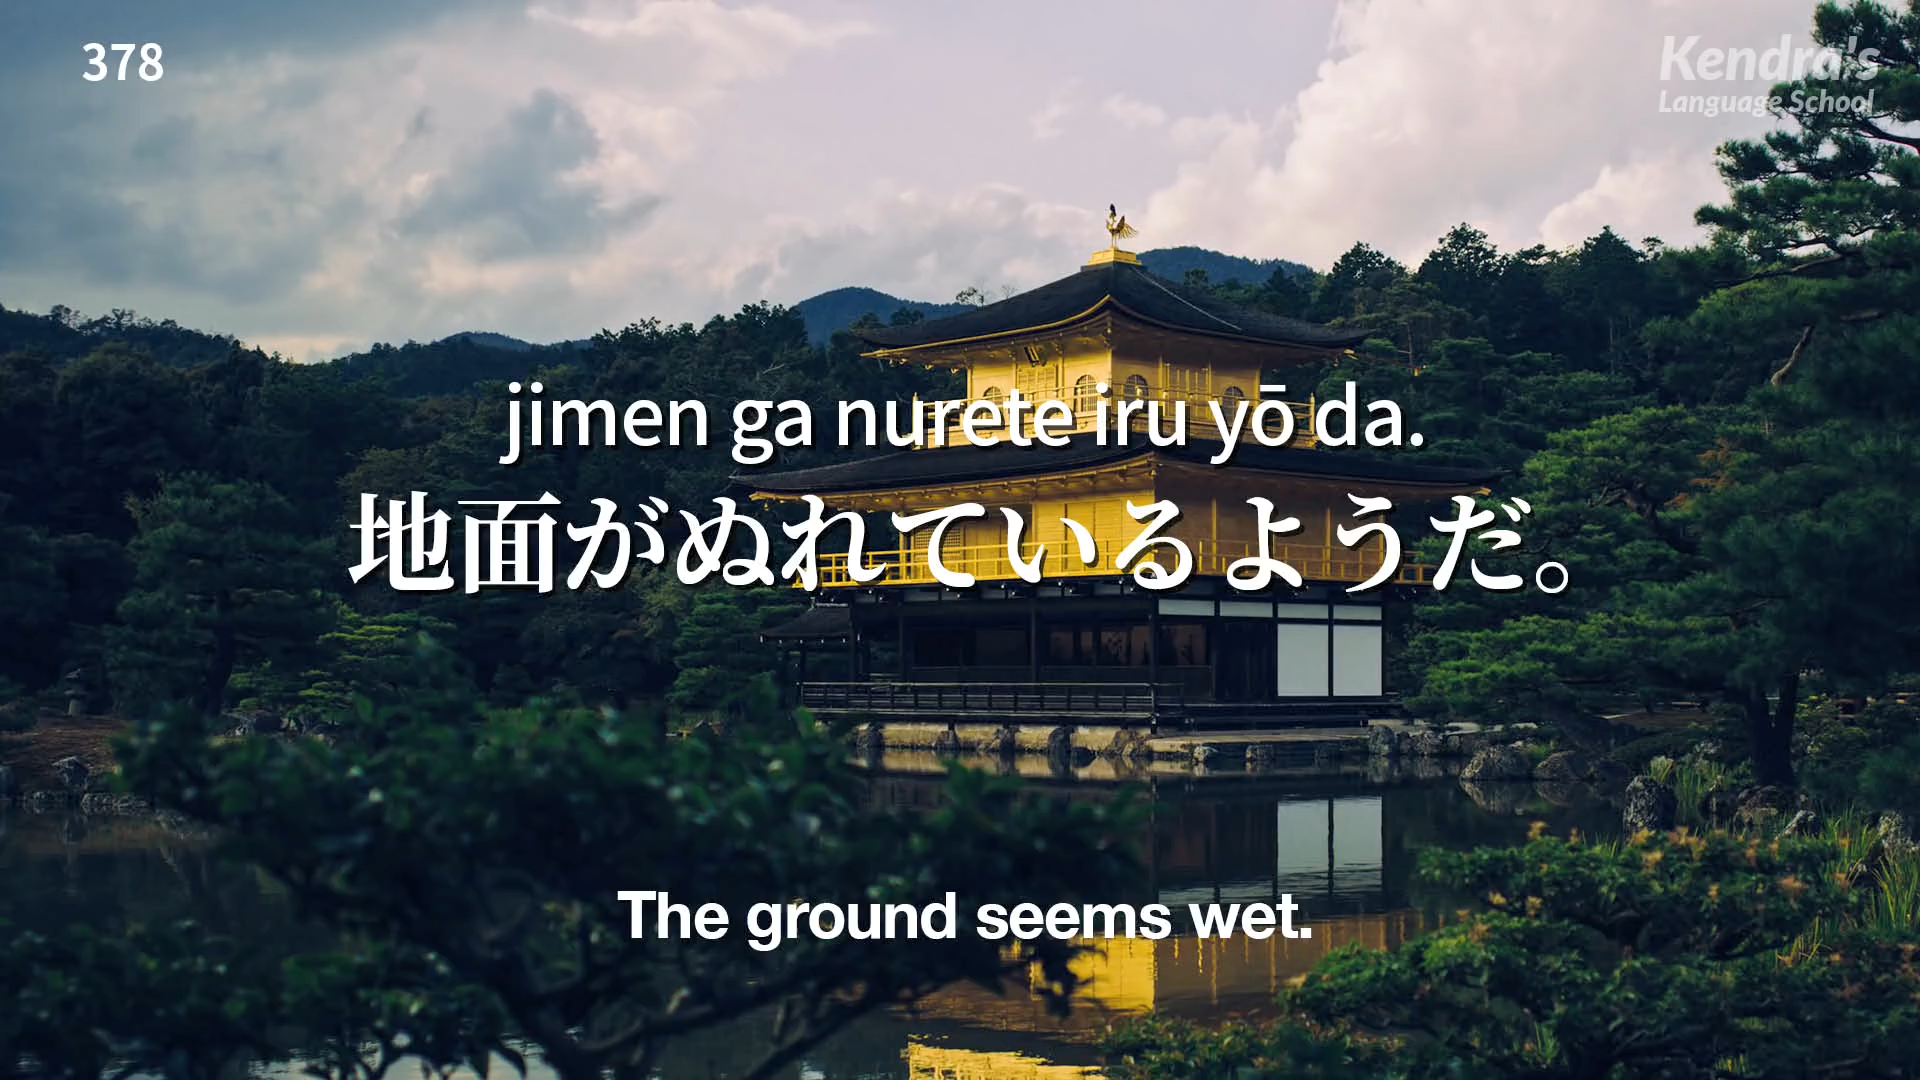 378
Kendra's
Language School
jimen ga nurete iru yō da.
地面がぬれているようだ。
The ground seems wet.